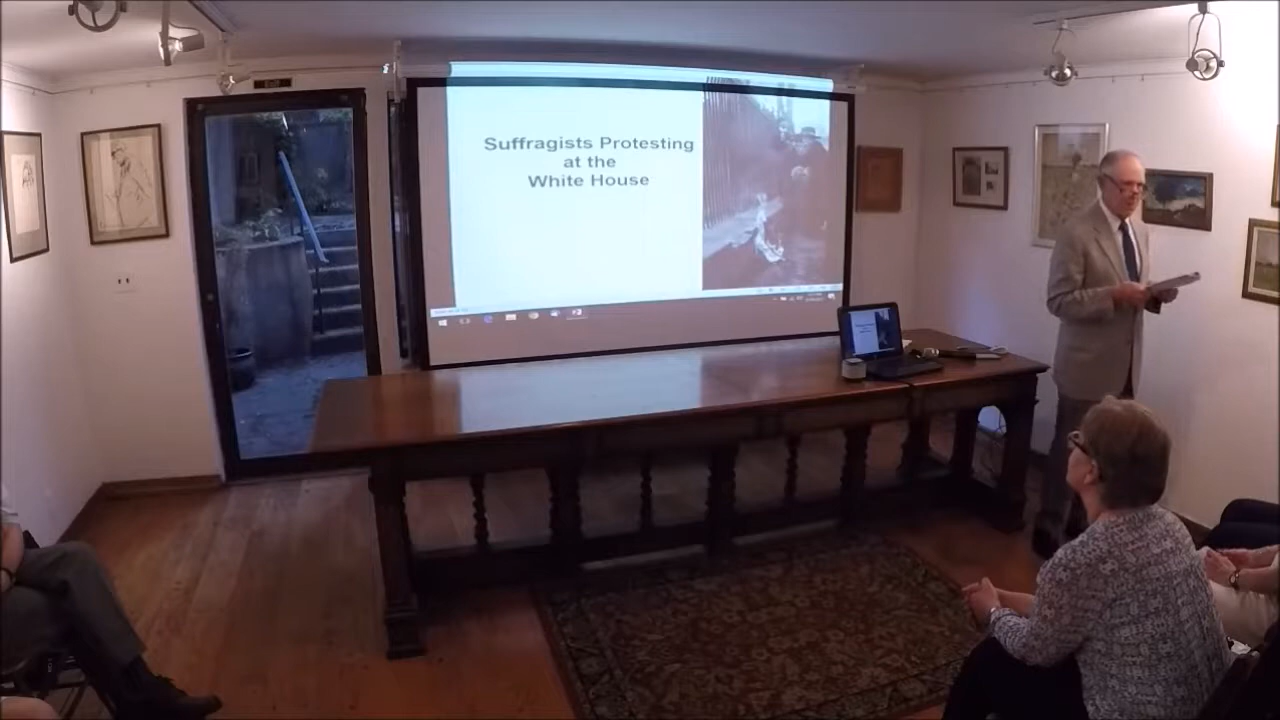 Suffragists Protesting
at the
White House